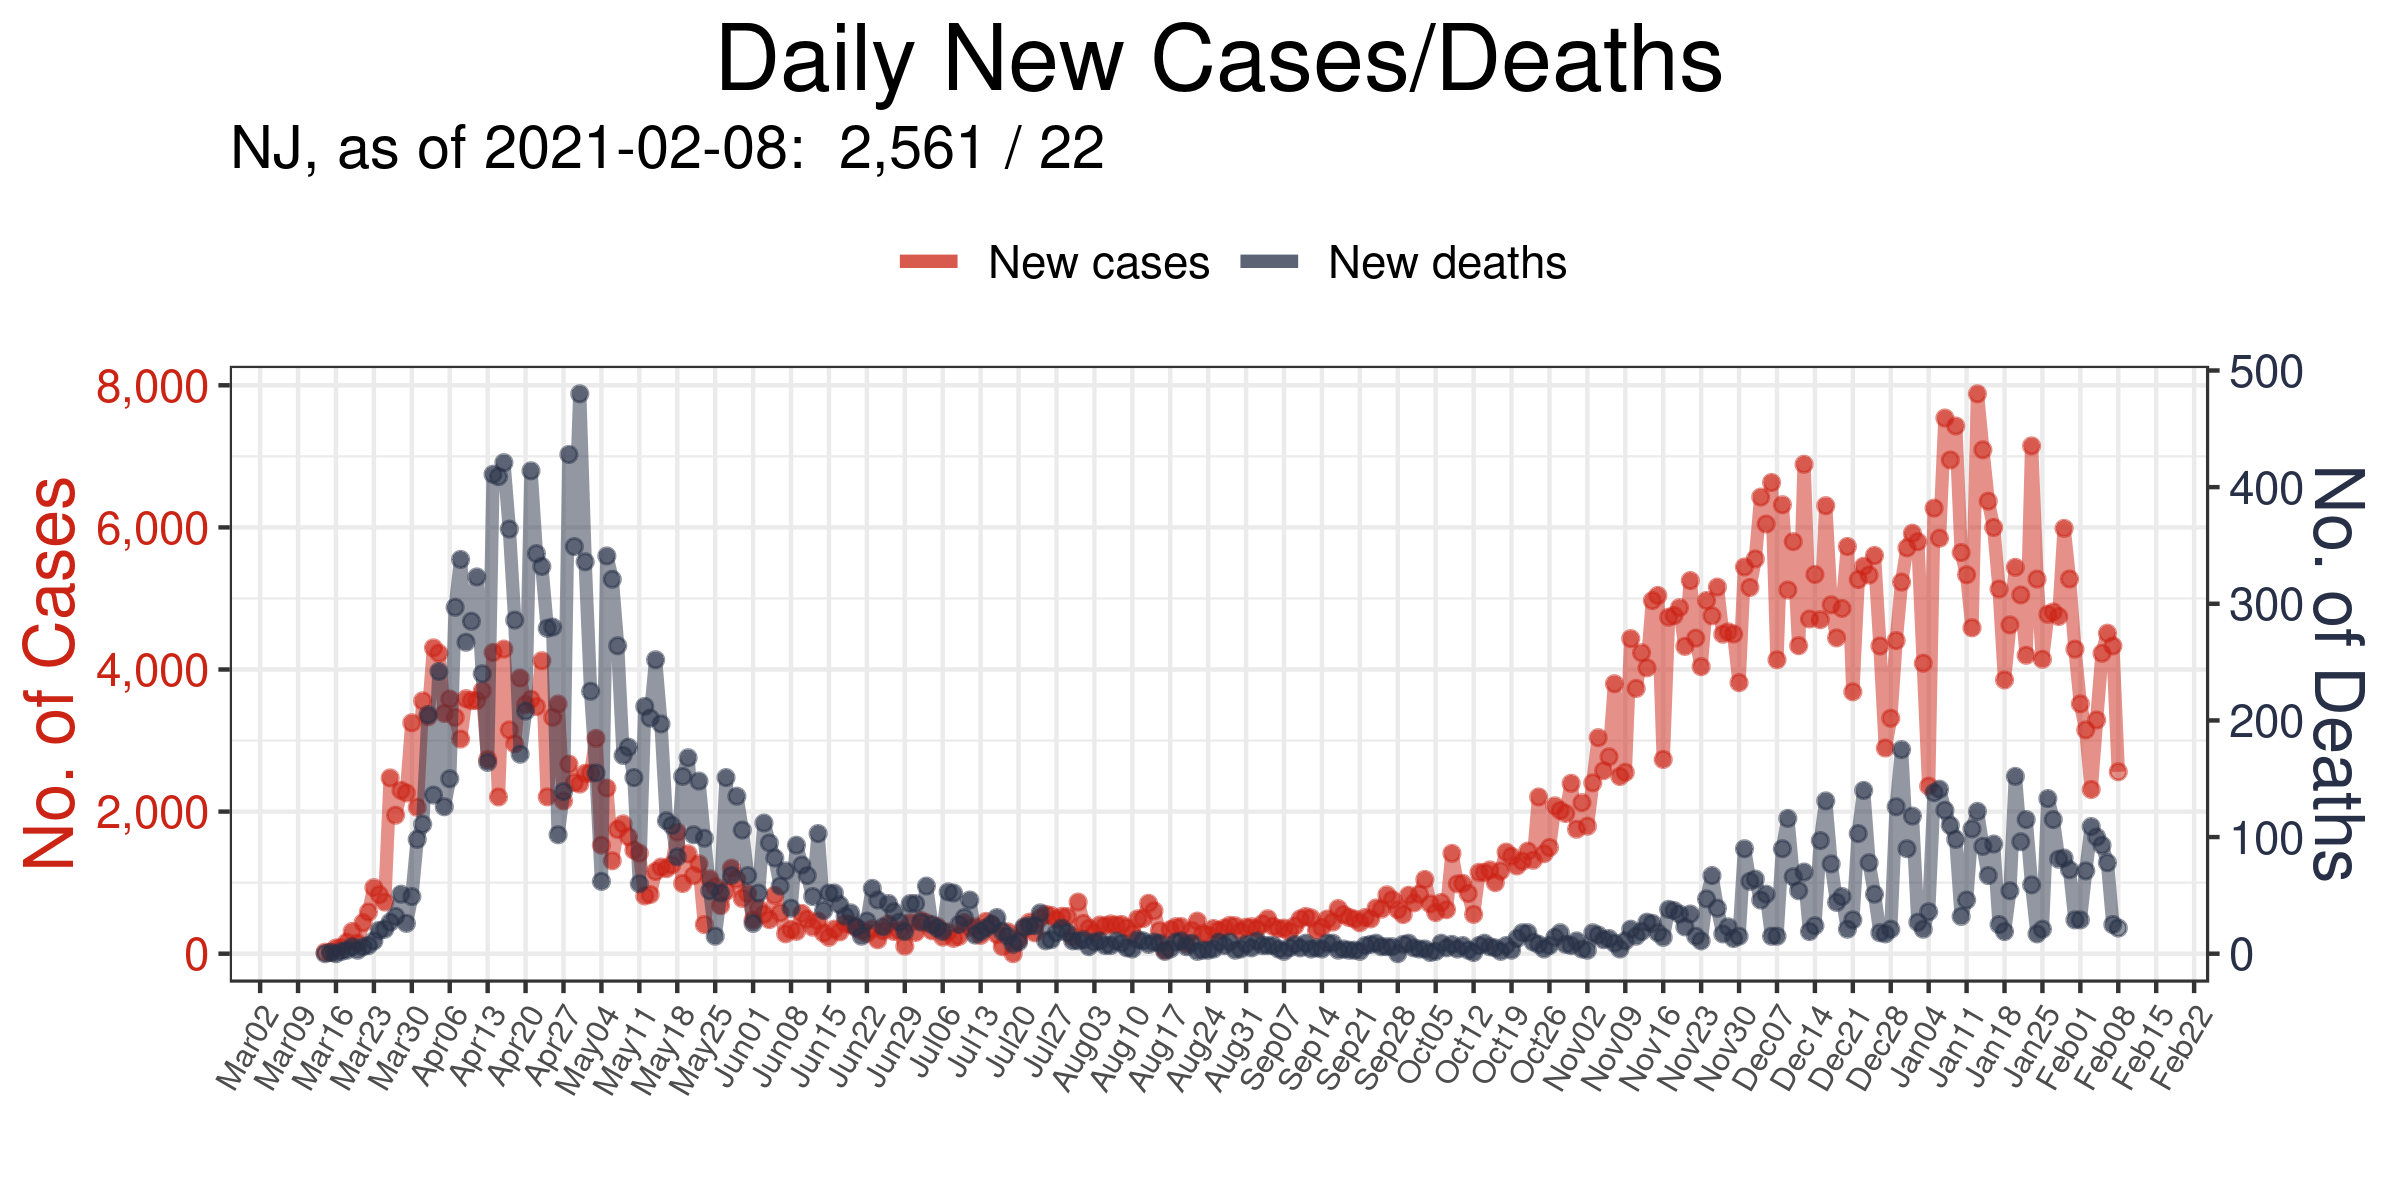 Daily New Cases/Deaths
NJ, as of 2021-02-08:  2,561 / 22
New cases
New deaths
No. of Cases
8,000
6,000
4,000
2,000
0
500
400
300
200
100
0
No. of Deaths
Mar02
Mar09
Mar16
Mar23
Mar30
Apr06
Apr13
Apr20
Apr27
May04
May11
May18
May25
Jun01
Jun08
Jun15
Jun22
Jun29
Jul06
Jul13
Jul20
Jul27
Aug03
Aug10
Aug17
Aug24
Aug31
Sep07
Sep14
Sep21
Sep28
Oct05
Oct12
Oct19
Oct26
Nov02
Nov09
Nov16
Nov23
Nov30
Dec07
Dec14
Dec21
Dec28
Jan04
Jan11
Jan18
Jan25
Feb01
Feb08
Feb15
Feb22